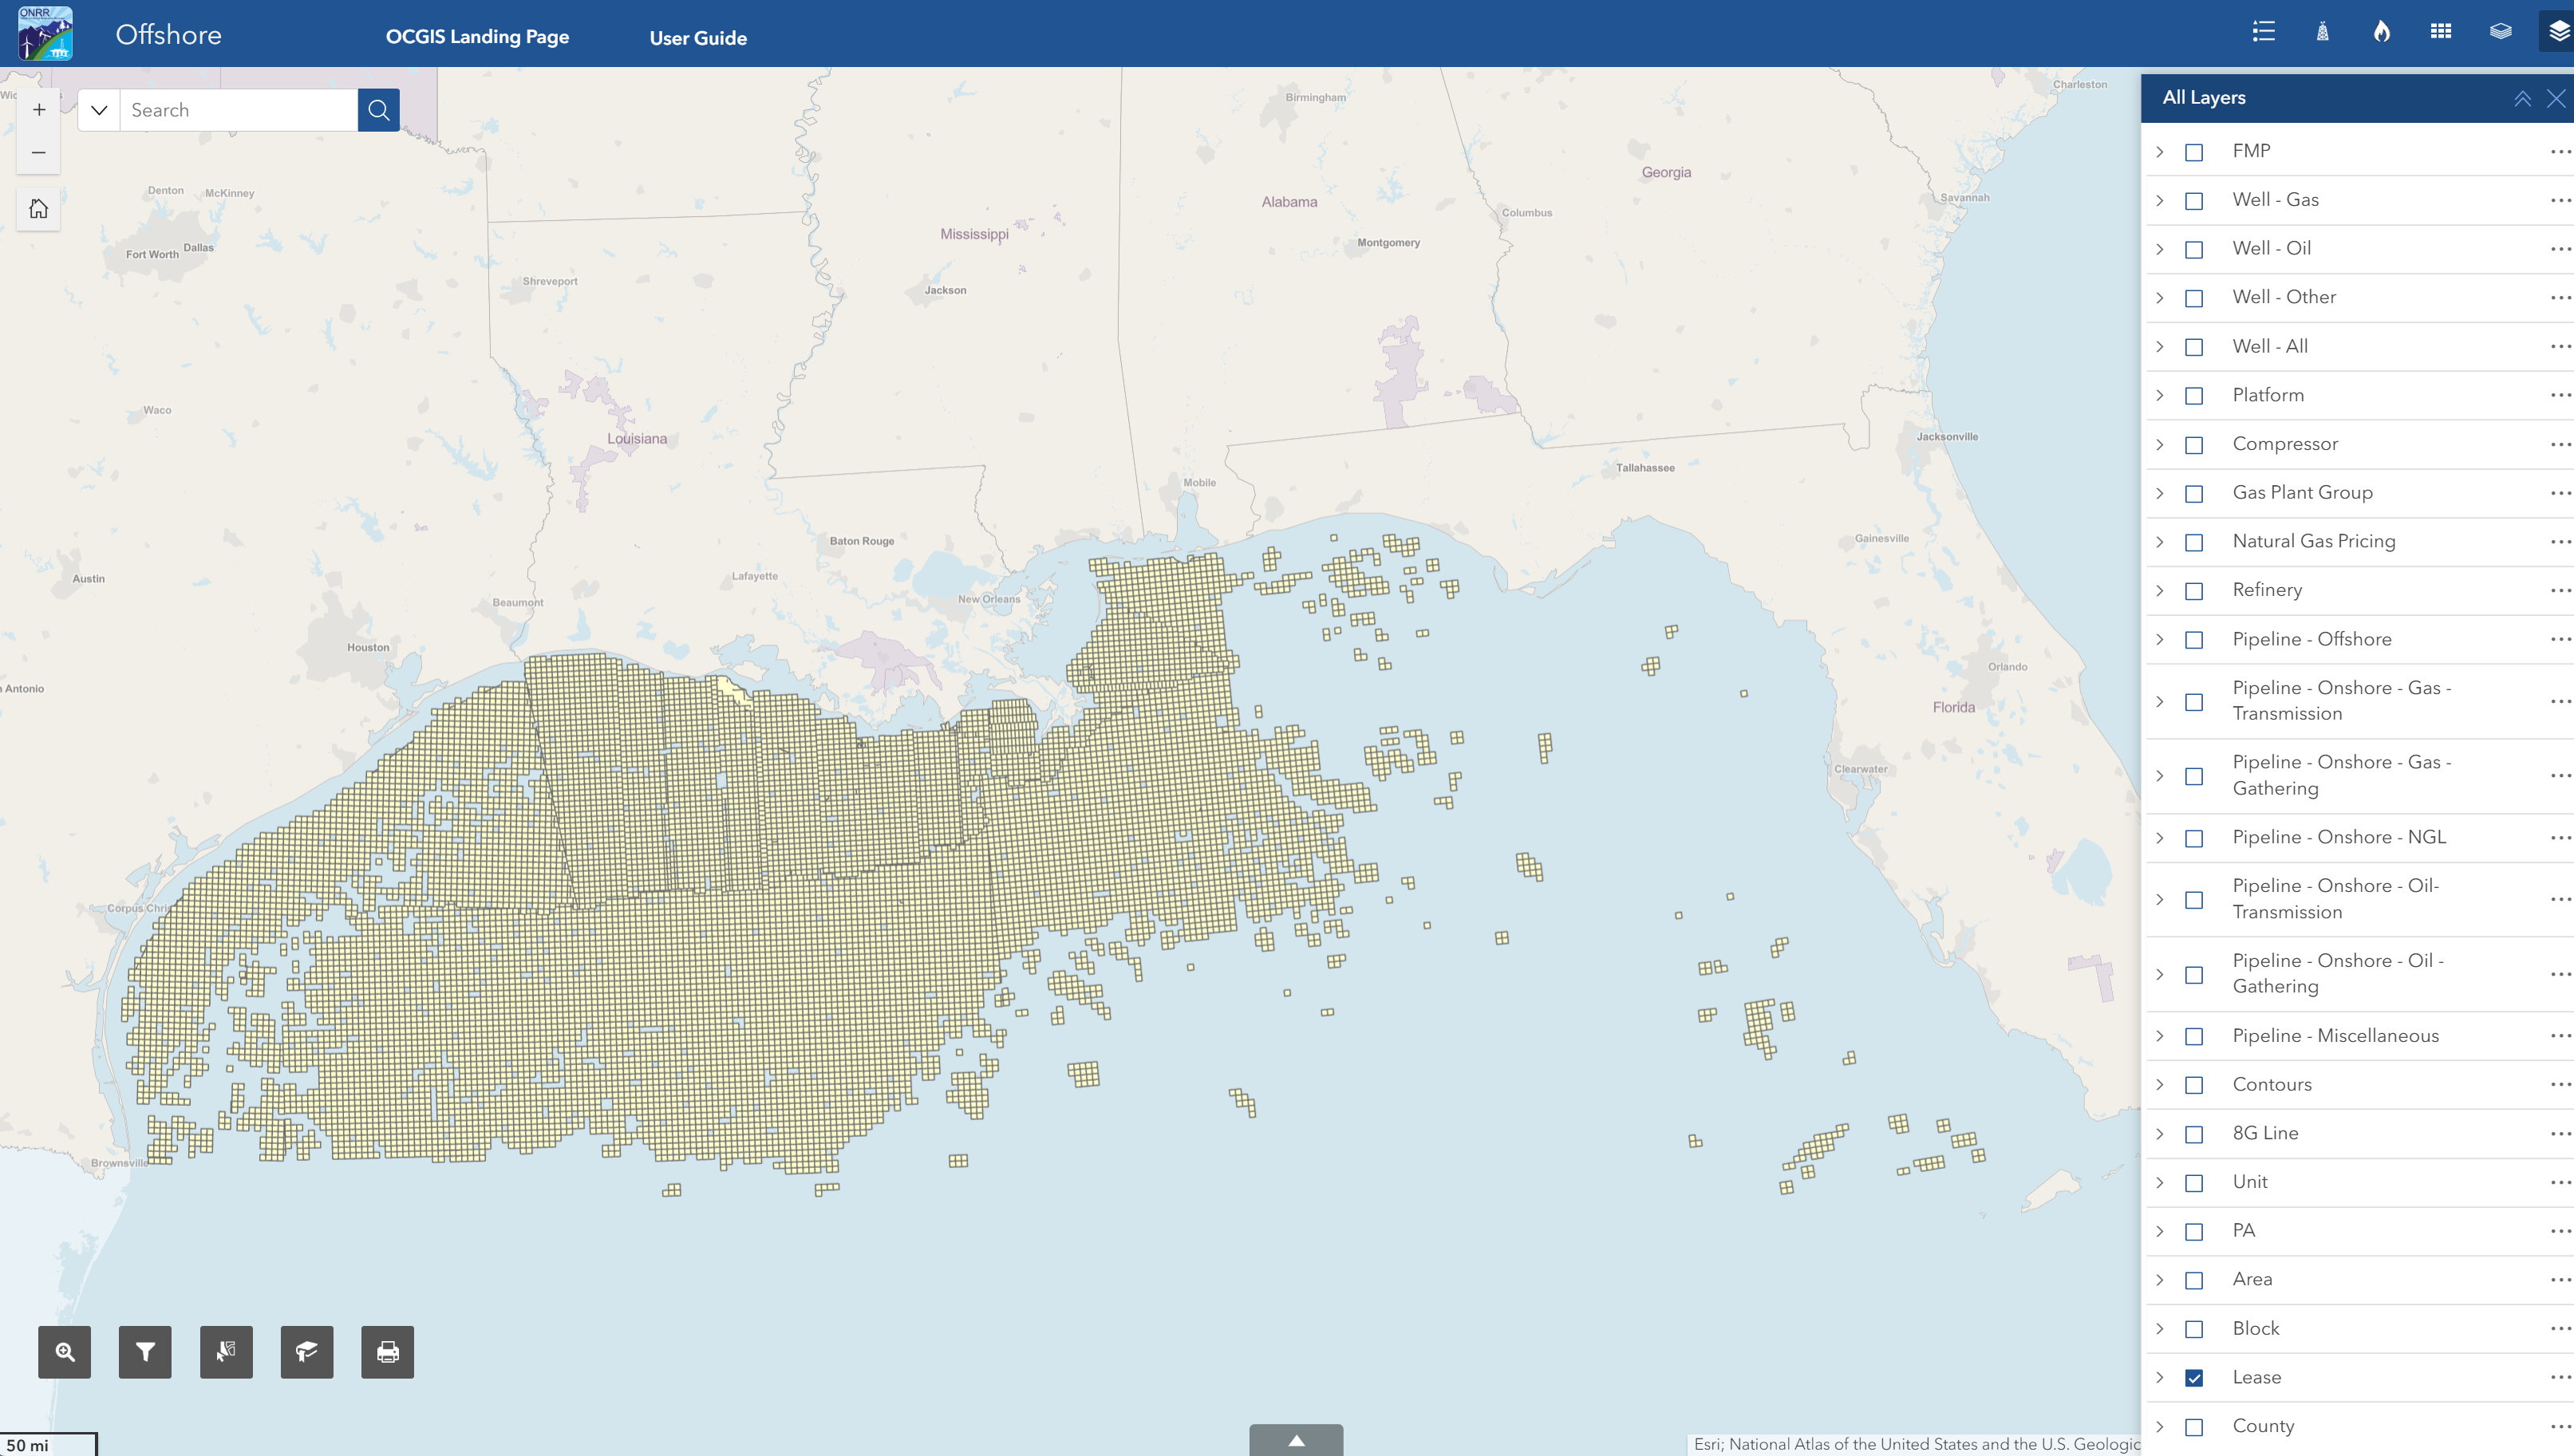 ONRR
Offshore
OCGIS Landing Page
User Guide
Search
All Layers
FMP
Well - Gas
Well - Oil
Well - Other
Well - All
Platform
Compressor
Gas Plant Group
Natural Gas Pricing
Refinery
Pipeline - Offshore
Pipeline - Onshore - Gas -
Transmission
Pipeline - Onshore - Gas -
Gathering
Pipeline - Onshore - NGL
Pipeline - Onshore - Oil-
Transmission
Pipeline - Onshore - Oil -
Gathering
Pipeline - Miscellaneous
Contours
8G Line
Unit
PA
Area
Block
Lease
County
Charleston
Birmingham
Georgia
Denton
McKinney
Savannah
Alabama
Columbus
Mississippi
Montgomery
Dallas
Fort Worth
Shreveport
Jackson
Waco
Louisiana
Jacksonville
Tallahassee
Mobile
Gainesville
Baton Rouge
Austin
Lafayette
New Orleans
Beaumont
Houston
Orlando
Antonio
Florida
Clearwater
Corpus Chris
Brownsville
50 mi
Esri; National Atlas of the United States and the U.S. Geologic